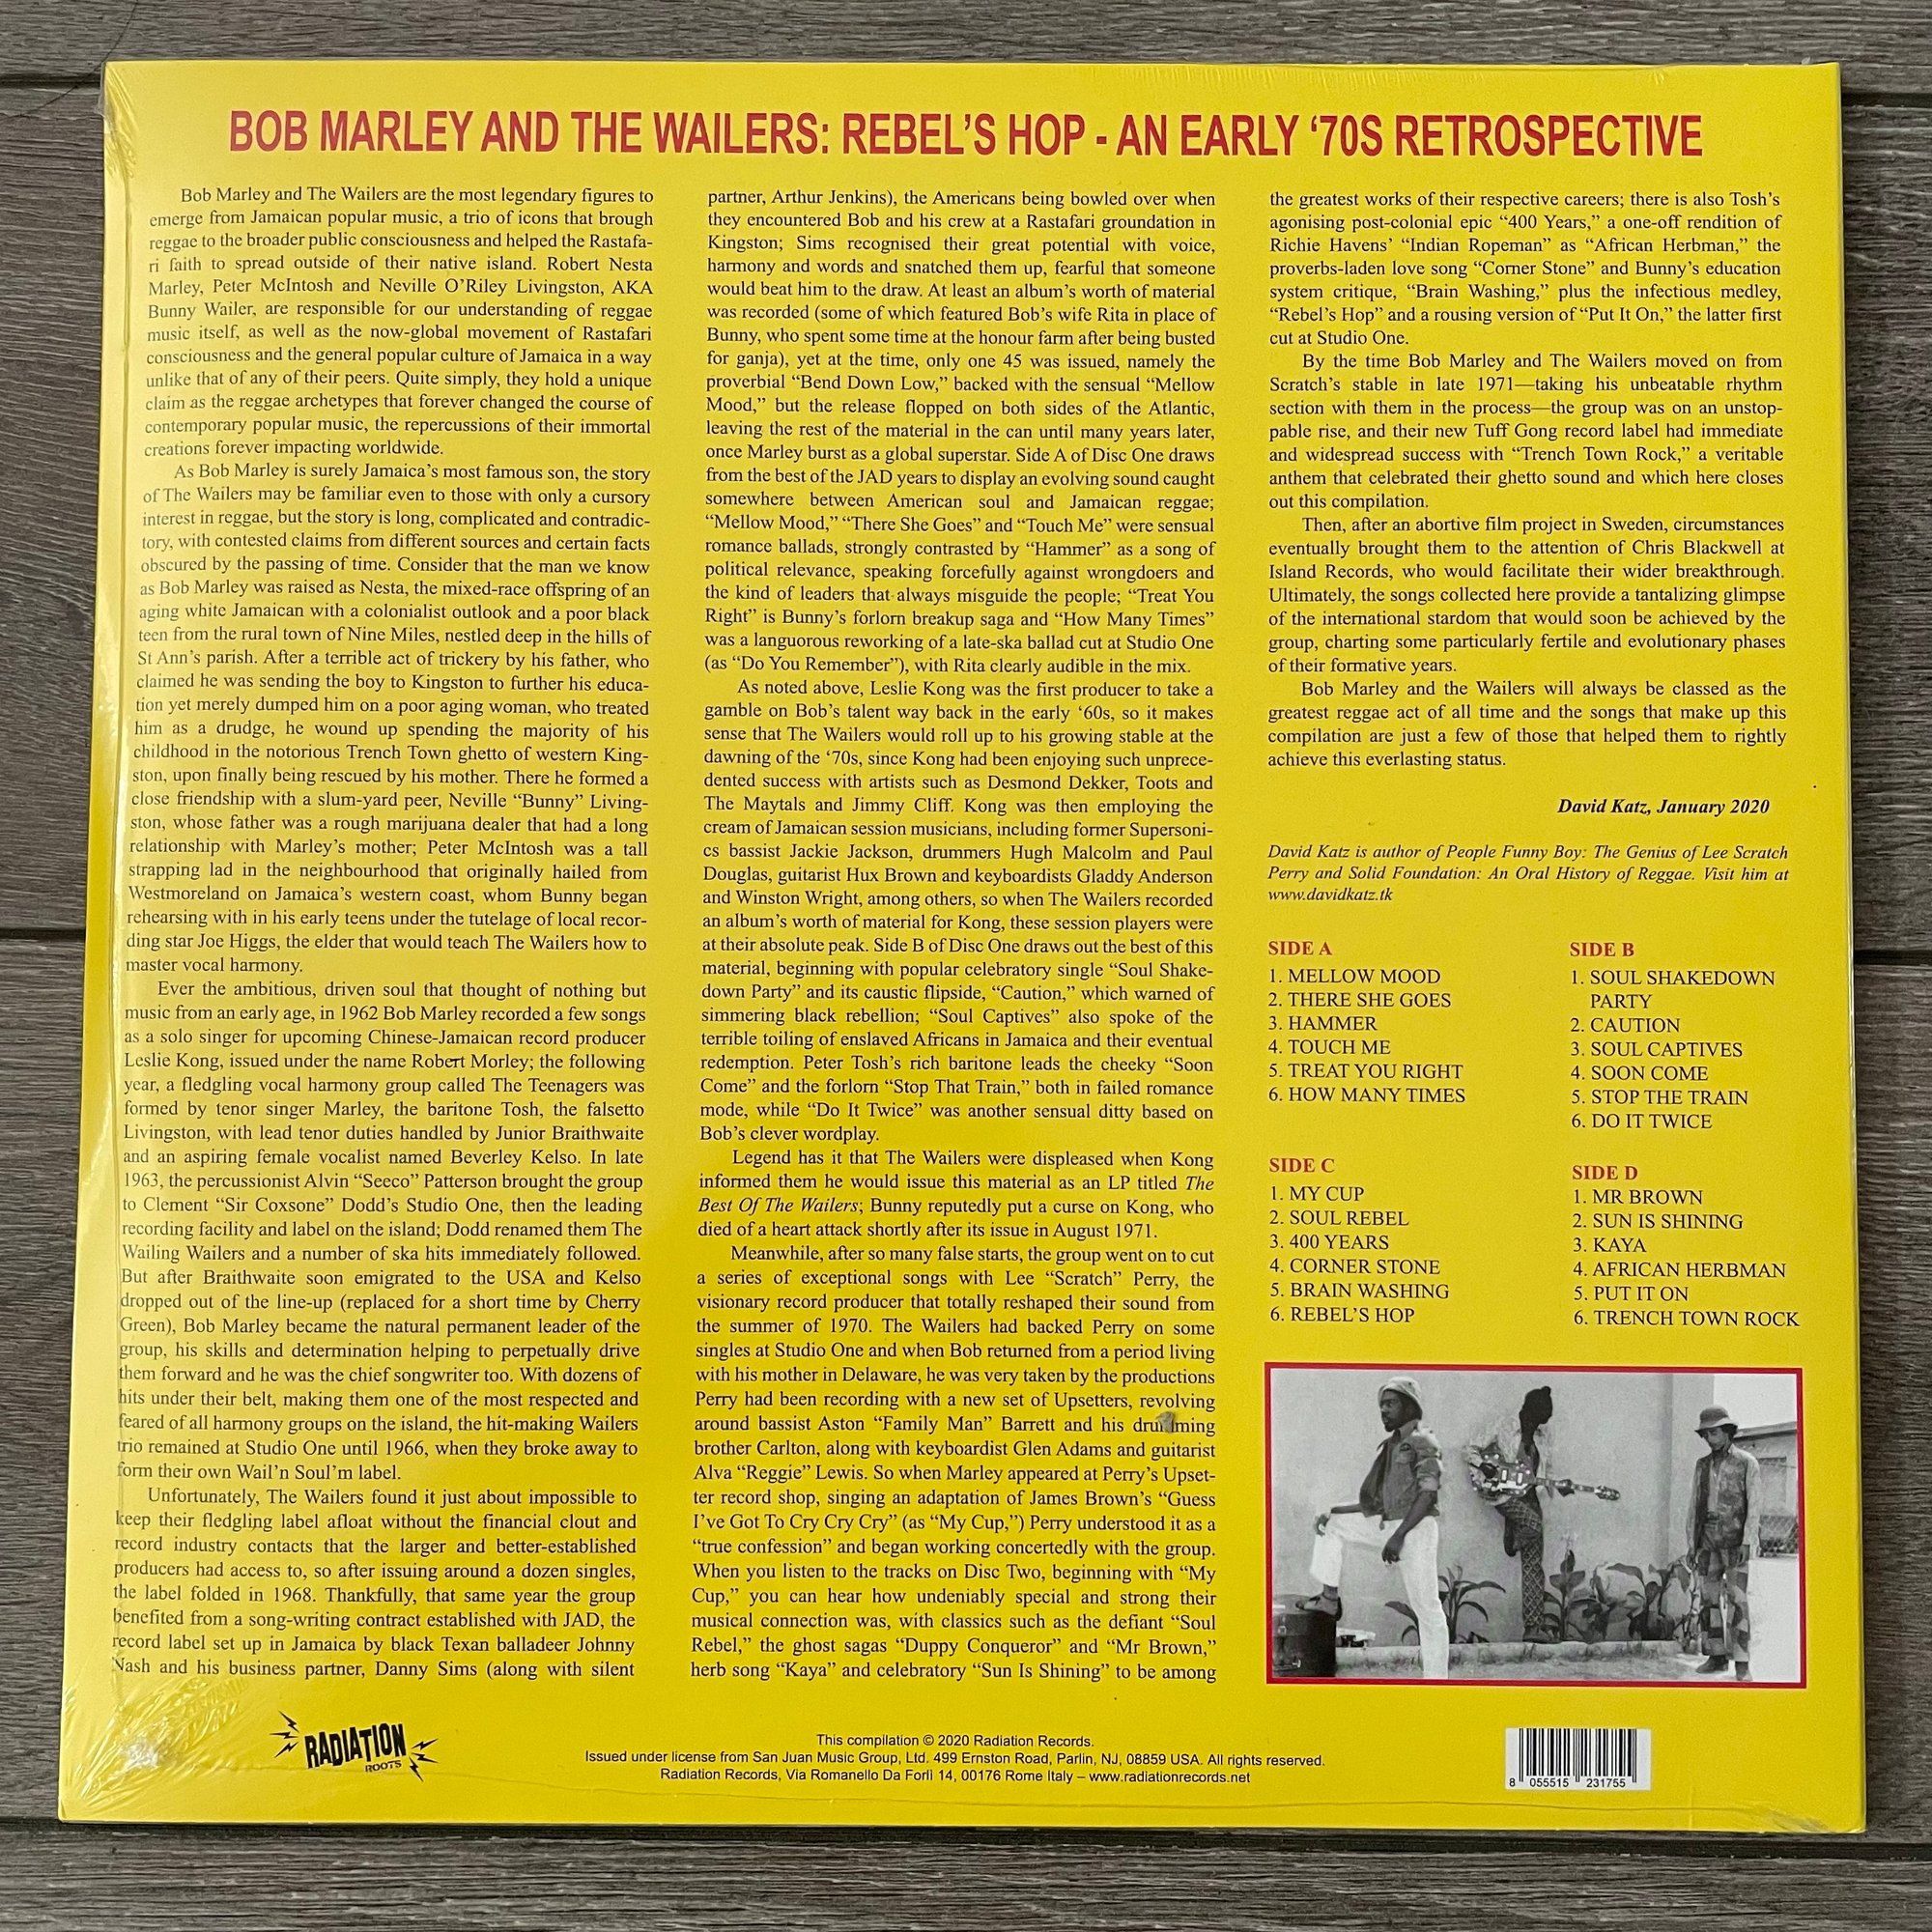 BOB MARLEY AND THE WAILERS: REBEL'S HOP - AN EARLY ‘70S RETROSPECTIVE
Bob Marley and The Wailers are the most legendary figures to
emerge from Jamaican popular music, a trio of icons that brough
reggae to the broader public consciousness and helped the Rastafa-
ri faith to spread outside of their native island. Robert Nesta
Marley, Peter McIntosh and Neville O’Riley Livingston, AKA
Bunny Wailer, are responsible for our understanding of reggae
music itself, as well as the now-global movement of Rastafari
consciousness and the general popular culture of Jamaica in a way
unlike that of any of their peers. Quite simply, they hold a unique
claim as the reggae archetypes that forever changed the course of
contemporary popular music, the repercussions of their immortal
creations forever impacting worldwide.
As Bob Marley is surely Jamaica’s most famous son, the story
of The Wailers may be familiar even to those with only a cursory
interest in reggae, but the story is long, complicated and contradic-
tory, with contested claims from different sources and certain facts
obscured by the passing of time. Consider that the man we know
as Bob Marley was raised as Nesta, the mixed-race offspring of an
aging white Jamaican with a colonialist outlook and a poor black
teen from the rural town of Nine Miles, nestled deep in the hills of
St Ann’s parish. After a terrible act of trickery by his father, who
claimed he was sending the boy to Kingston to further his educa-
tion yet merely dumped him on a poor aging woman, who treated
him as a drudge, he wound up spending the majority of his
childhood in the notorious Trench Town ghetto of western King-
ston, upon finally being rescued by his mother. There he formed a
close friendship with a slum-yard peer, Neville “Bunny” Living-
ston, whose father was a rough marijuana dealer that had a long
relationship with Marley’s mother; Peter McIntosh was a tall
strapping lad in the neighbourhood that originally hailed from
Westmoreland on Jamaica’s western coast, whom Bunny began
rehearsing with in his early teens under the tutelage of local recor-
ding star Joe Higgs, the elder that would teach The Wailers how to
master vocal harmony.
Ever the ambitious, driven soul that thought of nothing but
music from an early age, in 1962 Bob Marley recorded a few songs
as a solo singer for upcoming Chinese-Jamaican record producer
Leslie Kong, issued under the name Robert Morley; the following
year, a fledgling vocal harmony group called The Teenagers was
formed by tenor singer Marley, the baritone Tosh, the falsetto
Livingston, with lead tenor duties handled by Junior Braithwaite
and an aspiring female vocalist named Beverley Kelso. In late
1963, the percussionist Alvin “Seeco” Patterson brought the group
to Clement “Sir Coxsone” Dodd’s Studio One, then the leading
recording facility and label on the island; Dodd renamed them The
Wailing Wailers and a number of ska hits immediately followed.
But after Braithwaite soon emigrated to the USA and Kelso
dropped out of the line-up (replaced for a short time by Cherry
Green), Bob Marley became the natural permanent leader of the
group, his skills and determination helping to perpetually drive
them forward and he was the chief songwriter too. With dozens of
hits under their belt, making them one of the most respected and
feared of all harmony groups on the island, the hit-making Wailers
trio remained at Studio One until 1966, when they broke away to
form their own Wail’n Soul’m label.
Unfortunately, The Wailers found it just about impossible to
keep their fledgling label afloat without the financial clout and
record industry contacts that the larger and better-established
producers had access to, so after issuing around a dozen singles,
the label folded in 1968. Thankfully, that same year the group
benefited from a song-writing contract established with JAD, the
record label set up in Jamaica by black Texan balladeer Johnny
Nash and his business partner, Danny Sims (along with silent
partner, Arthur Jenkins), the Americans being bowled over when
they encountered Bob and his crew at a Rastafari groundation in
Kingston; Sims recognised their great potential with voice,
harmony and words and snatched them up, fearful that someone
would beat him to the draw. At least an album’s worth of material
was recorded (some of which featured Bob’s wife Rita in place of
Bunny, who spent some time at the honour farm after being busted
for ganja), yet at the time, only one 45 was issued, namely the
proverbial “Bend Down Low,” backed with the sensual “Mellow
Mood,” but the release flopped on both sides of the Atlantic,
leaving the rest of the material in the can until many years later,
once Marley burst as a global superstar. Side A of Disc One draws
from the best of the JAD years to display an evolving sound caught
somewhere between American soul and Jamaican reggae;
“Mellow Mood,” “There She Goes” and “Touch Me” were sensual
romance ballads, strongly contrasted by “Hammer” as a song of
political relevance, speaking forcefully against wrongdoers and
the kind of leaders that always misguide the people; “Treat You
Right” is Bunny’s forlorn breakup saga and “How Many Times”
was a languorous reworking of a late-ska ballad cut at Studio One
(as “Do You Remember”), with Rita clearly audible in the mix.
As noted above, Leslie Kong was the first producer to take a
gamble on Bob’s talent way back in the early ‘60s, so it makes
sense that The Wailers would roll up to his growing stable at the
dawning of the ‘70s, since Kong had been enjoying such unprece-
dented success with artists such as Desmond Dekker, Toots and
The Maytals and Jimmy Cliff. Kong was then employing the
cream of Jamaican session musicians, including former Supersoni-
cs bassist Jackie Jackson, drummers Hugh Malcolm and Paul
Douglas, guitarist Hux Brown and keyboardists Gladdy Anderson
and Winston Wright, among others, so when The Wailers recorded
an album’s worth of material for Kong, these session players were
at their absolute peak. Side B of Disc One draws out the best of this
material, beginning with popular celebratory single “Soul Shake-
down Party” and its caustic flipside, “Caution,” which warned of
simmering black rebellion; “Soul Captives” also spoke of the
terrible toiling of enslaved Africans in Jamaica and their eventual
redemption. Peter Tosh’s rich baritone leads the cheeky “Soon
Come” and the forlorn “Stop That Train,” both in failed romance
mode, while “Do It Twice” was another sensual ditty based on
Bob’s clever wordplay.
Legend has it that The Wailers were displeased when Kong
informed them he would issue this material as an LP titled The
Best Of The Wailers; Bunny reputedly put a curse on Kong, who
died of a heart attack shortly after its issue in August 1971.
Meanwhile, after so many false starts, the group went on to cut
a series of exceptional songs with Lee “Scratch” Perry, the
visionary record producer that totally reshaped their sound from
the summer of 1970. The Wailers had backed Perry on some
singles at Studio One and when Bob returned from a period living
with his mother in Delaware, he was very taken by the productions
Perry had been recording with a new set of Upsetters, revolving
around bassist Aston “Family Man” Barrett and his drumming
brother Carlton, along with keyboardist Glen Adams and guitarist
Alva “Reggie” Lewis. So when Marley appeared at Perry’s Upset-
ter record shop, singing an adaptation of James Brown’s “Guess
I’ve Got To Cry Cry Cry” (as “My Cup,”) Perry understood it as a
“true confession” and began working concertedly with the group.
When you listen to the tracks on Disc Two, beginning with “My
Cup,” you can hear how undeniably special and strong their
musical connection was, with classics such as the defiant “Soul
Rebel,” the ghost sagas “Duppy Conqueror” and “Mr Brown,”
herb song “Kaya” and celebratory “Sun Is Shining” to be among
the greatest works of their respective careers; there is also Tosh’s
agonising post-colonial epic “400 Years,” a one-off rendition of
Richie Havens’ “Indian Ropeman” as “African Herbman,” the
proverbs-laden love song “Corner Stone” and Bunny’s education
system critique, “Brain Washing,” plus the infectious medley,
“Rebel’s Hop” and a rousing version of “Put It On,” the latter first
cut at Studio One.
By the time Bob Marley and The Wailers moved on from
Scratch’s stable in late 1971—taking his unbeatable rhythm
section with them in the process—the group was on an unstop-
pable rise, and their new Tuff Gong record label had immediate
and widespread success with “Trench Town Rock,” a veritable
anthem that celebrated their ghetto sound and which here closes
out this compilation.
Then, after an abortive film project in Sweden, circumstances
eventually brought them to the attention of Chris Blackwell at
Island Records, who would facilitate their wider breakthrough.
Ultimately, the songs collected here provide a tantalizing glimpse
of the international stardom that would soon be achieved by the
group, charting some particularly fertile and evolutionary phases
of their formative years.
Bob Marley and the Wailers will always be classed as the
greatest reggae act of all time and the songs that make up this
compilation are just a few of those that helped them to rightly
achieve this everlasting status.
David Katz, January 2020
David Katz is author of People Funny Boy: The Genius of Lee Scratch
Perry and Solid Foundation: An Oral History of Reggae. Visit him at
www.davidkatz.tk
SIDE A
1. MELLOW MOOD
2. THERE SHE GOES
3. HAMMER
4. TOUCH ME
5. TREAT YOU RIGHT
6. HOW MANY TIMES
SIDE B
1. SOUL SHAKEDOWN
PARTY
2. CAUTION
3. SOUL CAPTIVES
4. SOON COME
5. STOP THE TRAIN
6. DO IT TWICE
SIDE C
1. MY CUP
2. SOUL REBEL
3. 400 YEARS
4. CORNER STONE
5. BRAIN WASHING
6. REBEL’S HOP
SIDE D
1. MR BROWN
2. SUN IS SHINING
3. KAYA
4. AFRICAN HERBMAN
5. PUT IT ON
6. TRENCH TOWN ROCK
RADIATION
ROOTS
This compilation © 2020 Radiation Records.
Issued under license from San Juan Music Group, Ltd. 499 Ernston Road, Parlin, NJ, 08859 USA. All rights reserved.
Radiation Records, Via Romanello Da Forlì 14, 00176 Rome Italy – www.radiationrecords.net
8 055515 231755